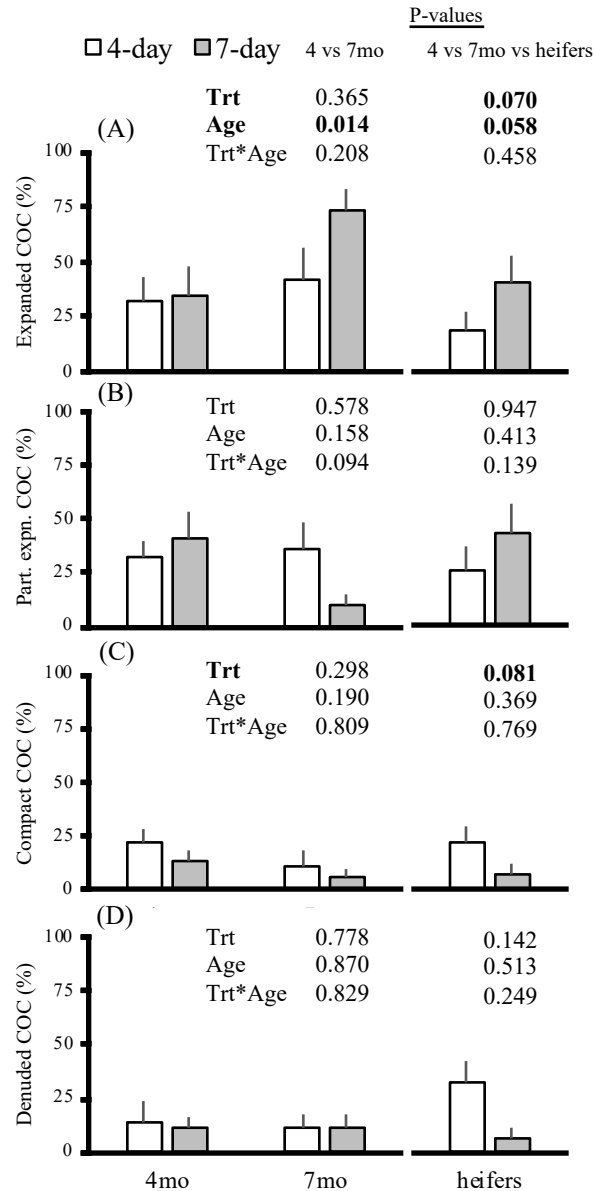 P-values
4-day 7-day 4 vs 7mo 4 vs 7mo vs heifers
Trt 0.365 0.070
(A) Age 0.014 0.058
Trt*Age 0.208 0.458
100
75
50
25
0
Expanded COC (%)
(B)
Trt 0.578 0.947
Age 0.158 0.413
Trt*Age 0.094 0.139
100
75
50
25
0
Part. expn. COC (%)
(C)
Trt 0.298 0.081
Age 0.190 0.369
Trt*Age 0.809 0.769
100
75
50
25
0
Compact COC (%)
(D)
Trt 0.778 0.142
Age 0.870 0.513
Trt*Age 0.829 0.249
100
75
50
25
0
Denuded COC (%)
4mo 7mo heifers